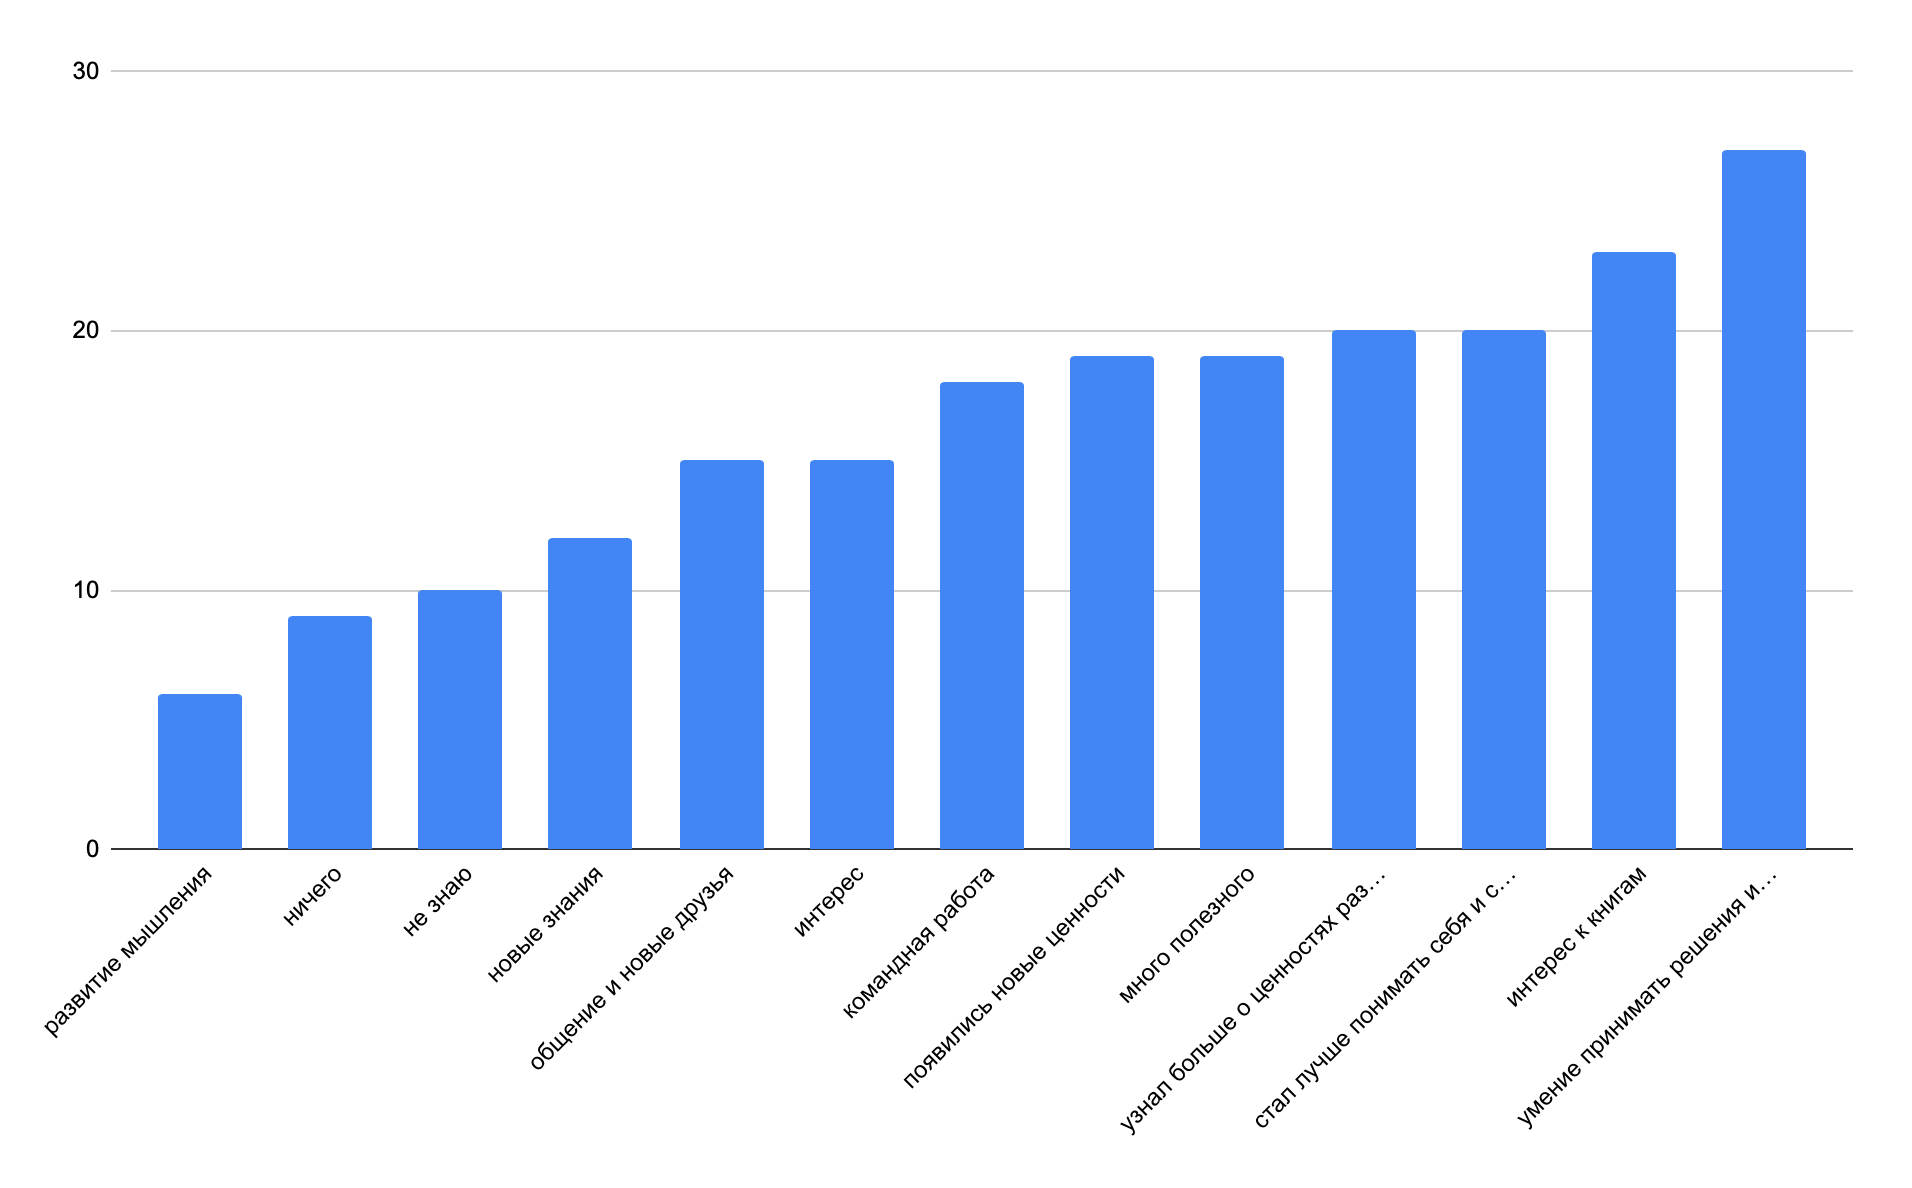 30
20
10
0
развитие мышления
ничего
не знаю
новые знания
общение и новые друзья
интерес
командная работа
появились новые ценности
много полезного
узнал больше о ценностях раз…
стал лучше понимать себя и с…
интерес к книгам
умение принимать решения и…